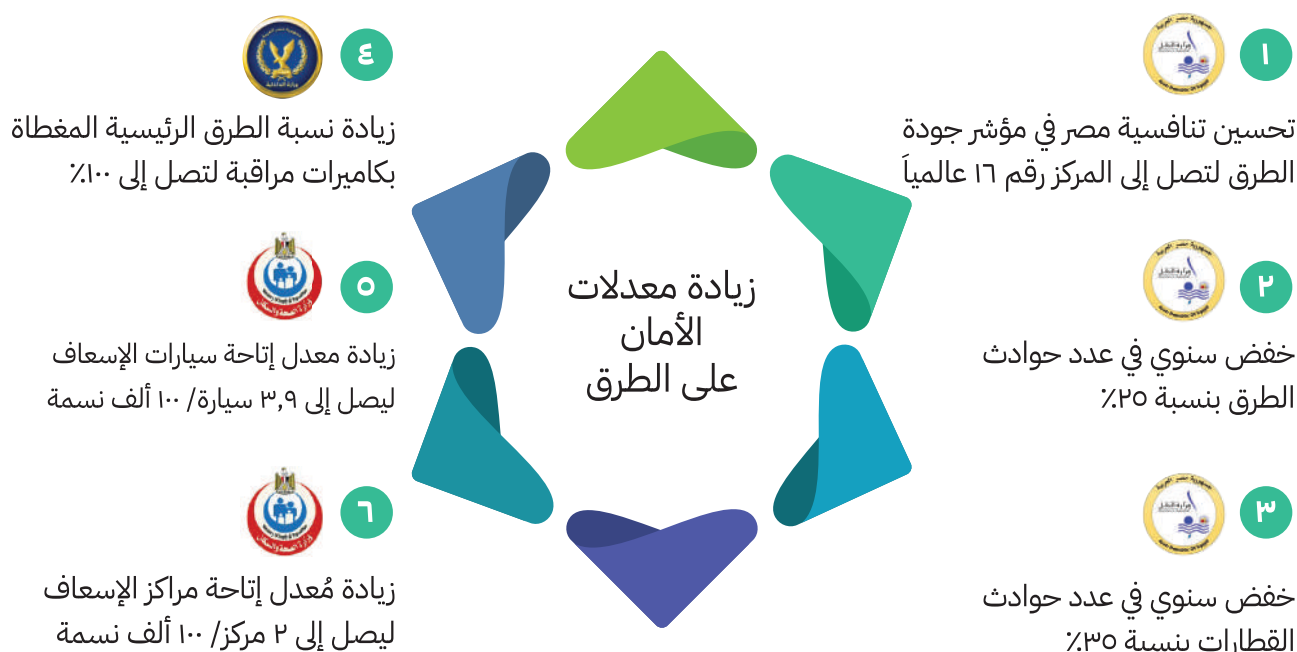 ١
تحسين تنافسية مصر في مؤشر جودة
الطرق لتصل إلى المركز رقم ١٦ عالمياَ
٢
خفض سنوي في عدد حوادث
الطرق بنسبة ٢٥٪
٣
خفض سنوي في عدد حوادث
القطارات بنسبة ٣٥٪
زيادة معدلات
الأمان
على الطرق
٤
زيادة نسبة الطرق الرئيسية المغطاة
بكاميرات مراقبة لتصل إلى ١٠٠٪
٥
زيادة معدل إتاحة سيارات الإسعاف
ليصل إلى ٣,٩ سيارة/ ١٠٠ ألف نسمة
٦
زيادة مُعدل إتاحة مراكز الإسعاف
ليصل إلى ٢ مركز/ ١٠٠ ألف نسمة